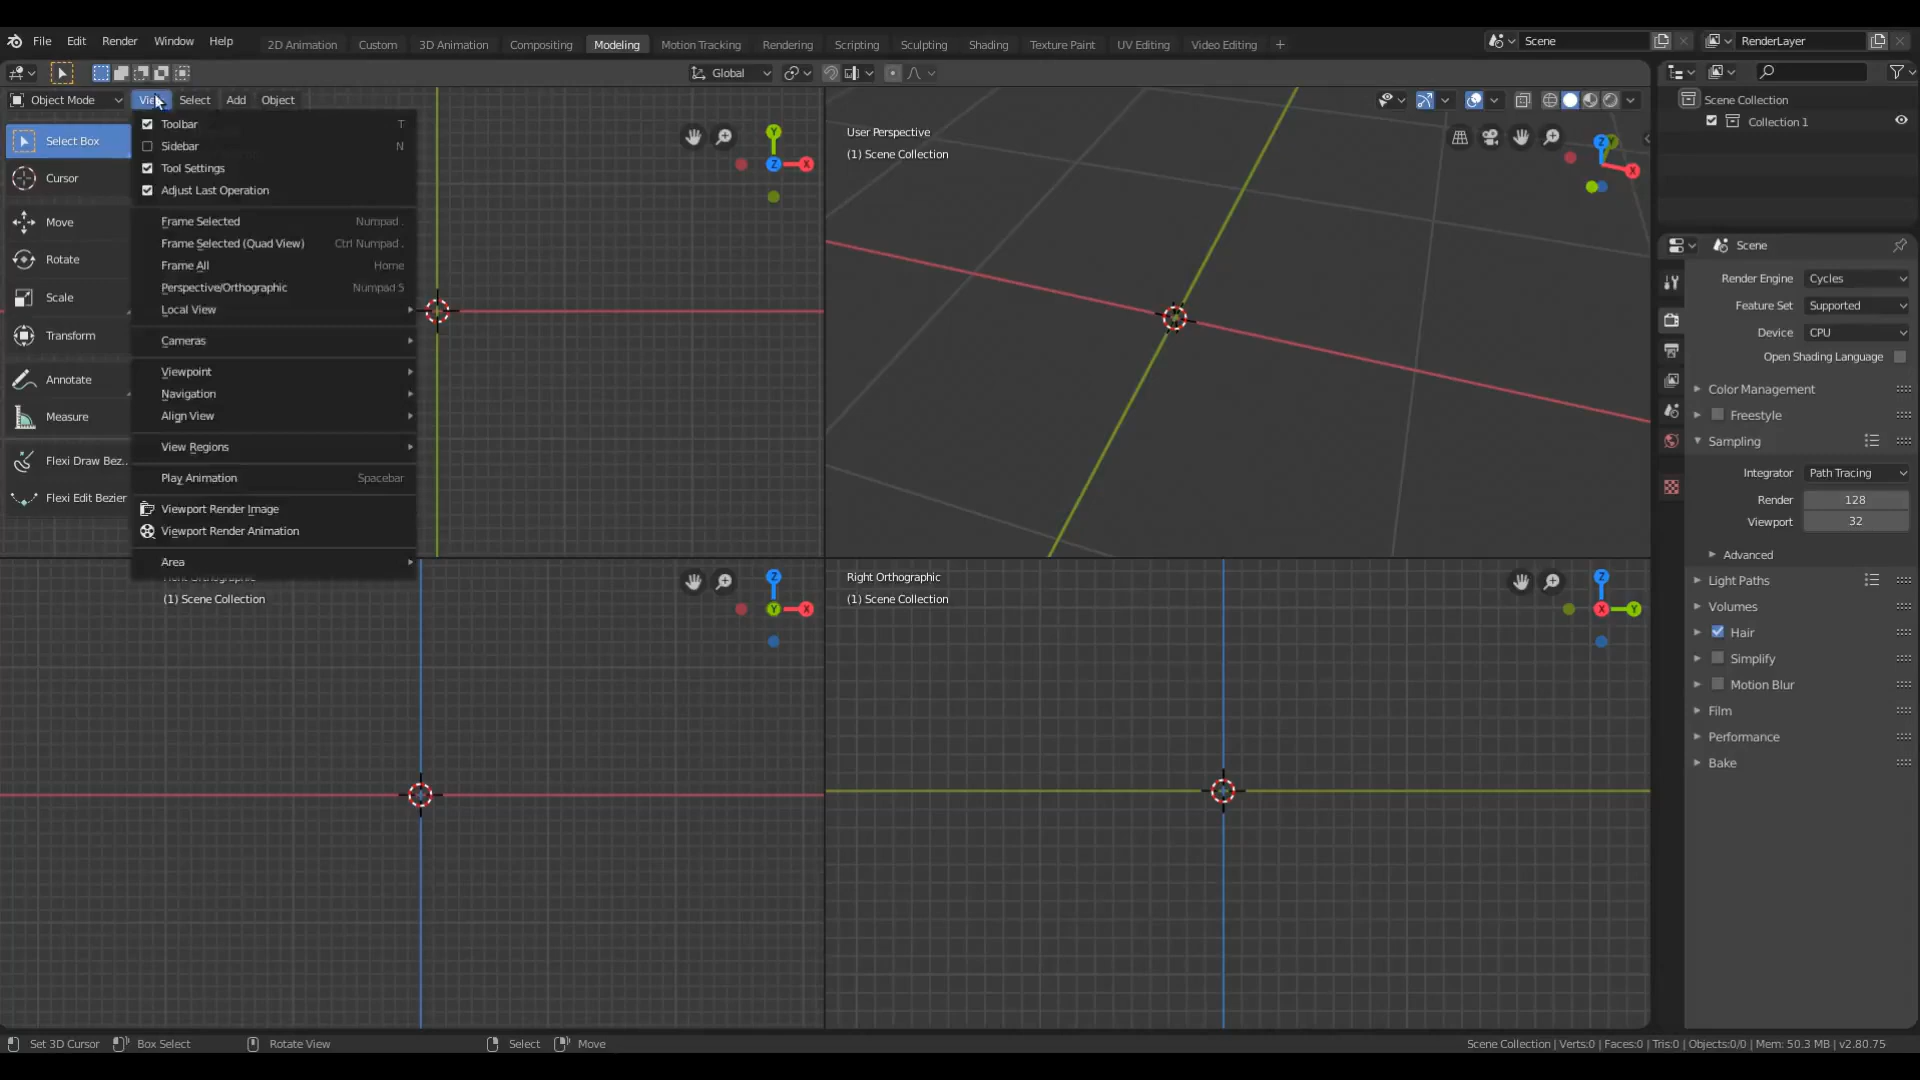 File Edit Render Window Help 2D Animation Custom 3D Animation Compositing Modeling Motion Tracking Rendering Scripting Sculpting Shading Texture Paint UV Editing Video Editing + Scene RenderLayer
Global
Object Mode View Select Add Object
Toolbar T
Sidebar N
Tool Settings
Adjust Last Operation
Frame Selected Numpad .
Frame Selected (Quad View) Ctrl Numpad .
Frame All Home
Perspective/Orthographic Numpad 5
Local View
Cameras
Viewpoint
Navigation
Align View
View Regions
Play Animation Spacebar
Viewport Render Image
Viewport Render Animation
Area
Select Box
Cursor
Move
Rotate
Scale
Transform
Annotate
Measure
Flexi Draw Bez..
Flexi Edit Bezier
Y
Z X
User Perspective
(1) Scene Collection
Z Y
X
(1) Scene Collection
Z
Y X
Right Orthographic
(1) Scene Collection
Z
X Y
Scene Collection
Collection 1
Scene
Render Engine Cycles
Feature Set Supported
Device CPU
Open Shading Language
Color Management
Freestyle
Sampling
Integrator Path Tracing
Render 128
Viewport 32
Advanced
Light Paths
Volumes
Hair
Simplify
Motion Blur
Film
Performance
Bake
Set 3D Cursor Box Select Rotate View Select Move Scene Collection | Verts:0 | Faces:0 | Tris:0 | Objects:0/0 | Mem: 50.3 MB | v2.80.75